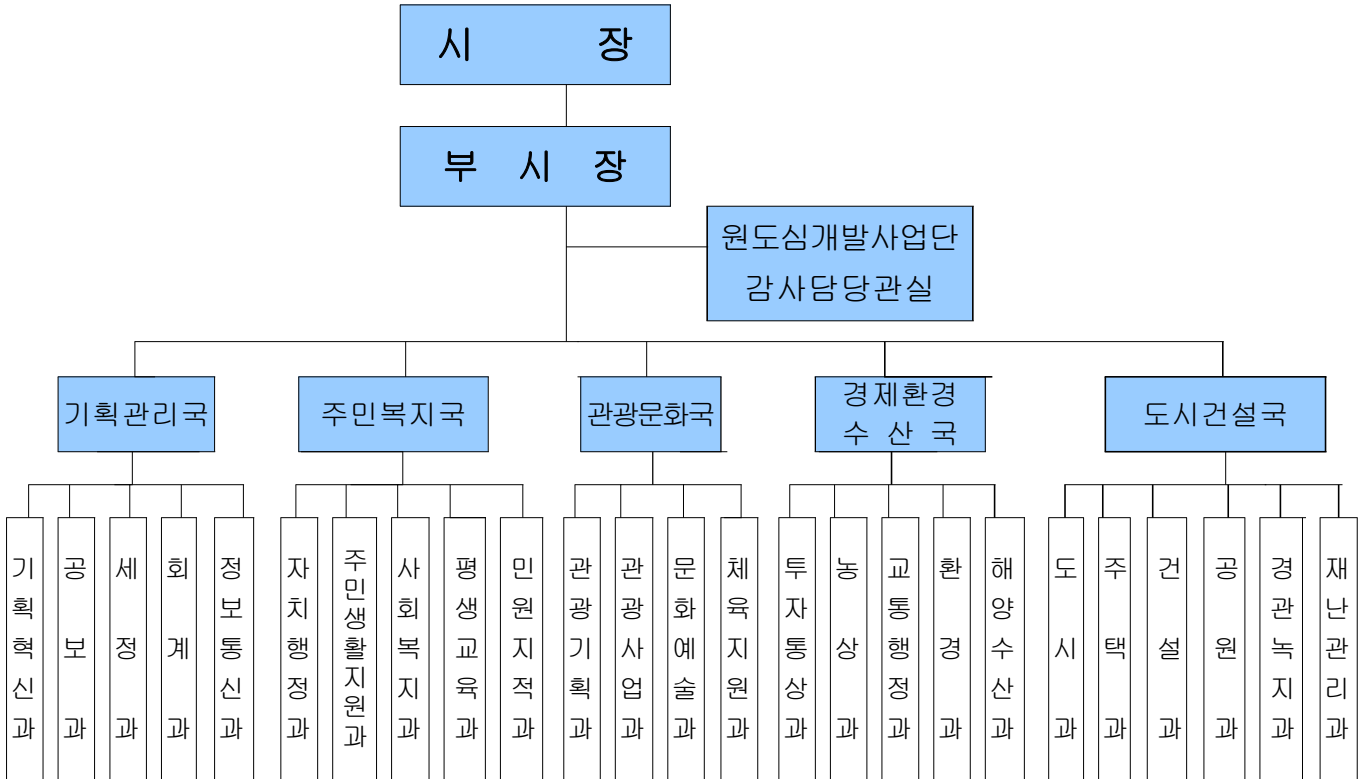 시 장
부 시 장
원도심개발사업단
감사담당관실
기획관리국
주민복지국
관광문화국
경제환경
수 산 국
도시건설국
기획혁신과
공보과
세정과
회계과
정보통신과
자치행정과
주민생활지원과
사회복지과
평생교육과
민원지적과
관광기획과
관광사업과
문화예술과
체육지원과
투자통상과
농상과
교통행정과
환경과
해양수산과
도시과
주택과
건설과
공원과
경관녹지과
재난관리과